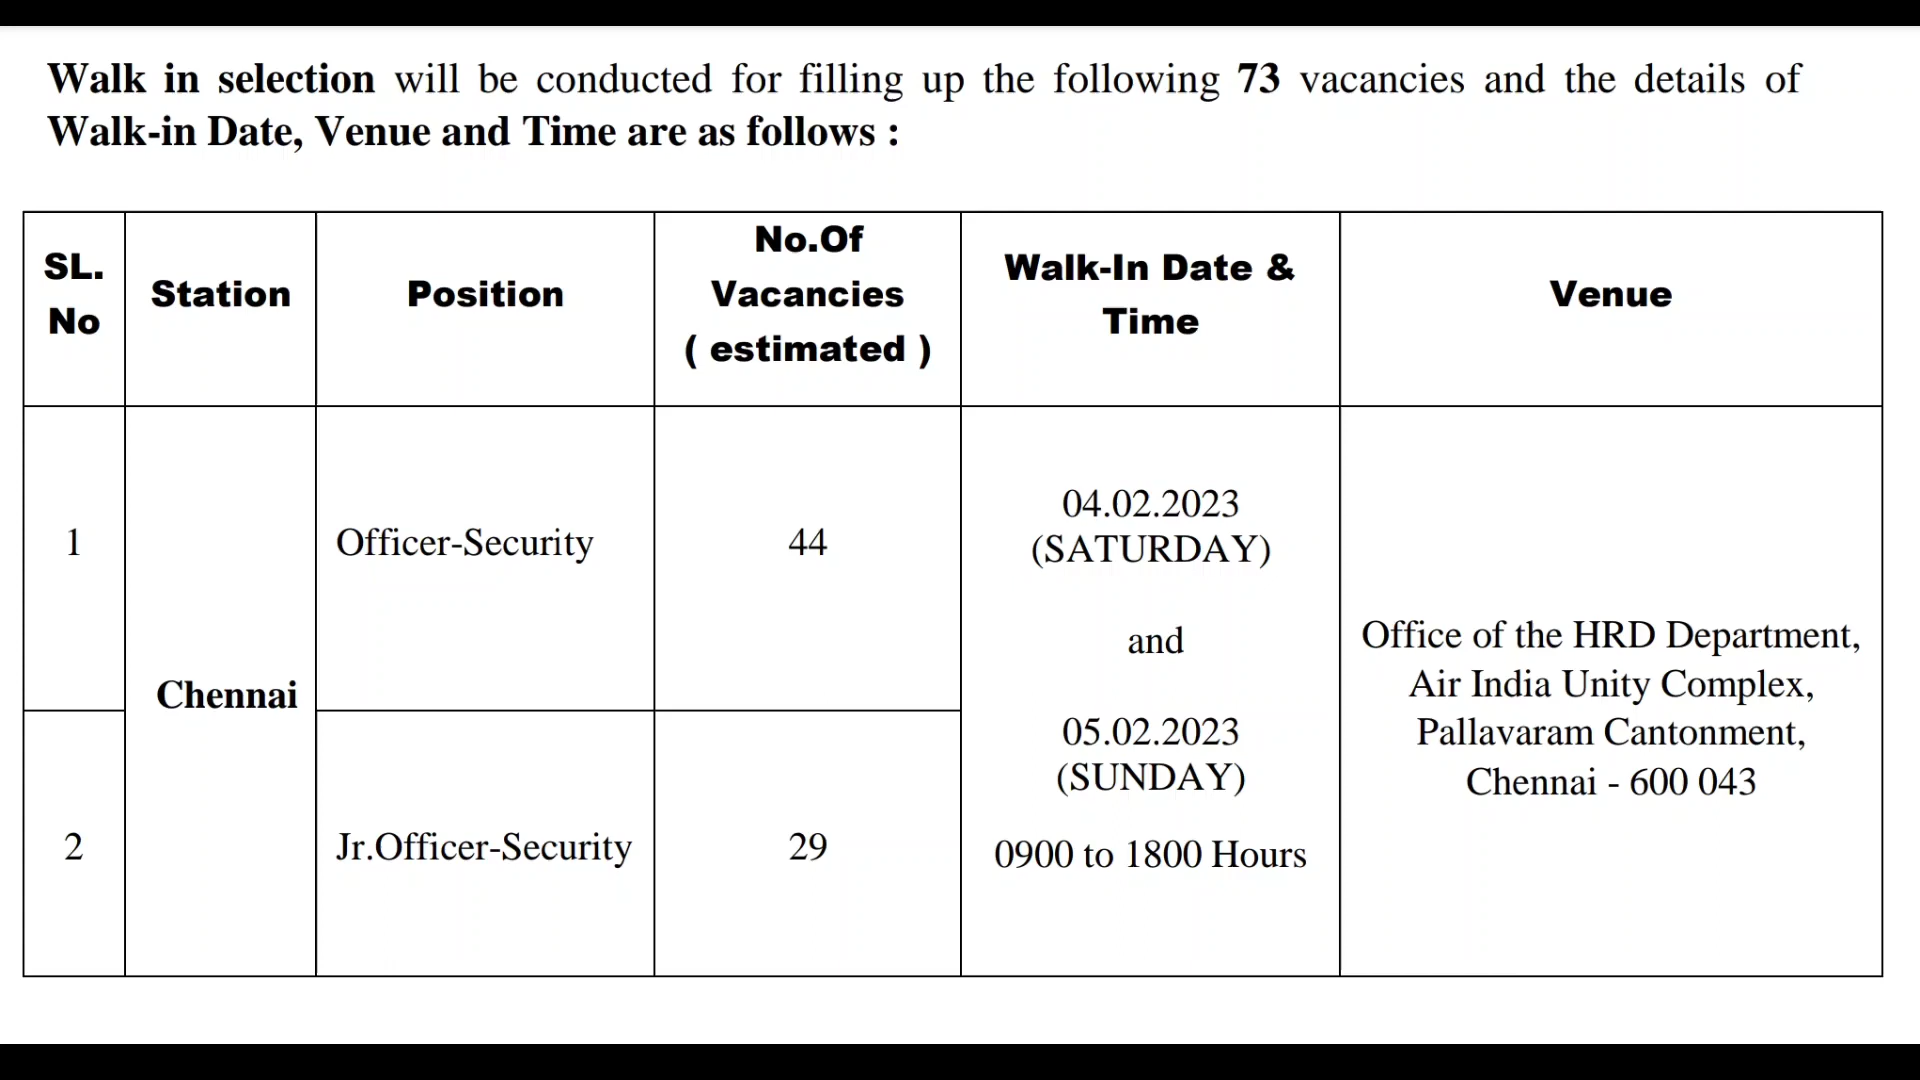 Walk in selection will be conducted for filling up the following 73 vacancies and the details of
Walk-in Date, Venue and Time are as follows :
SL.
No
Station
Position
No.Of
Vacancies
( estimated )
Walk-In Date &
Time
Venue
1
Chennai
Officer-Security
44
04.02.2023
(SATURDAY)
and
05.02.2023
(SUNDAY)
0900 to 1800 Hours
Office of the HRD Department,
Air India Unity Complex,
Pallavaram Cantonment,
Chennai - 600 043
2
Jr.Officer-Security
29